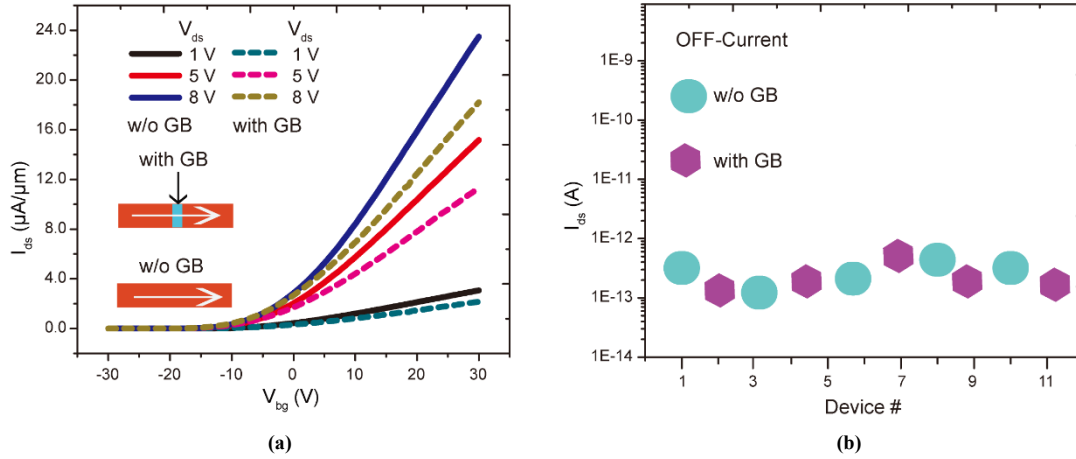 24.0
20.0
16.0
12.0
8.0
4.0
0.0
I_ds (μA/μm)
V_ds V_ds
1 V 1 V
5 V 5 V
8 V 8 V
w/o GB with GB
with GB
w/o GB
-30 -20 -10 0 10 20 30
V_bg (V)
(a)
1E-9
1E-10
1E-11
1E-12
1E-13
1E-14
I_ds (A)
OFF-Current
w/o GB
with GB
1 3 5 7 9 11
Device #
(b)